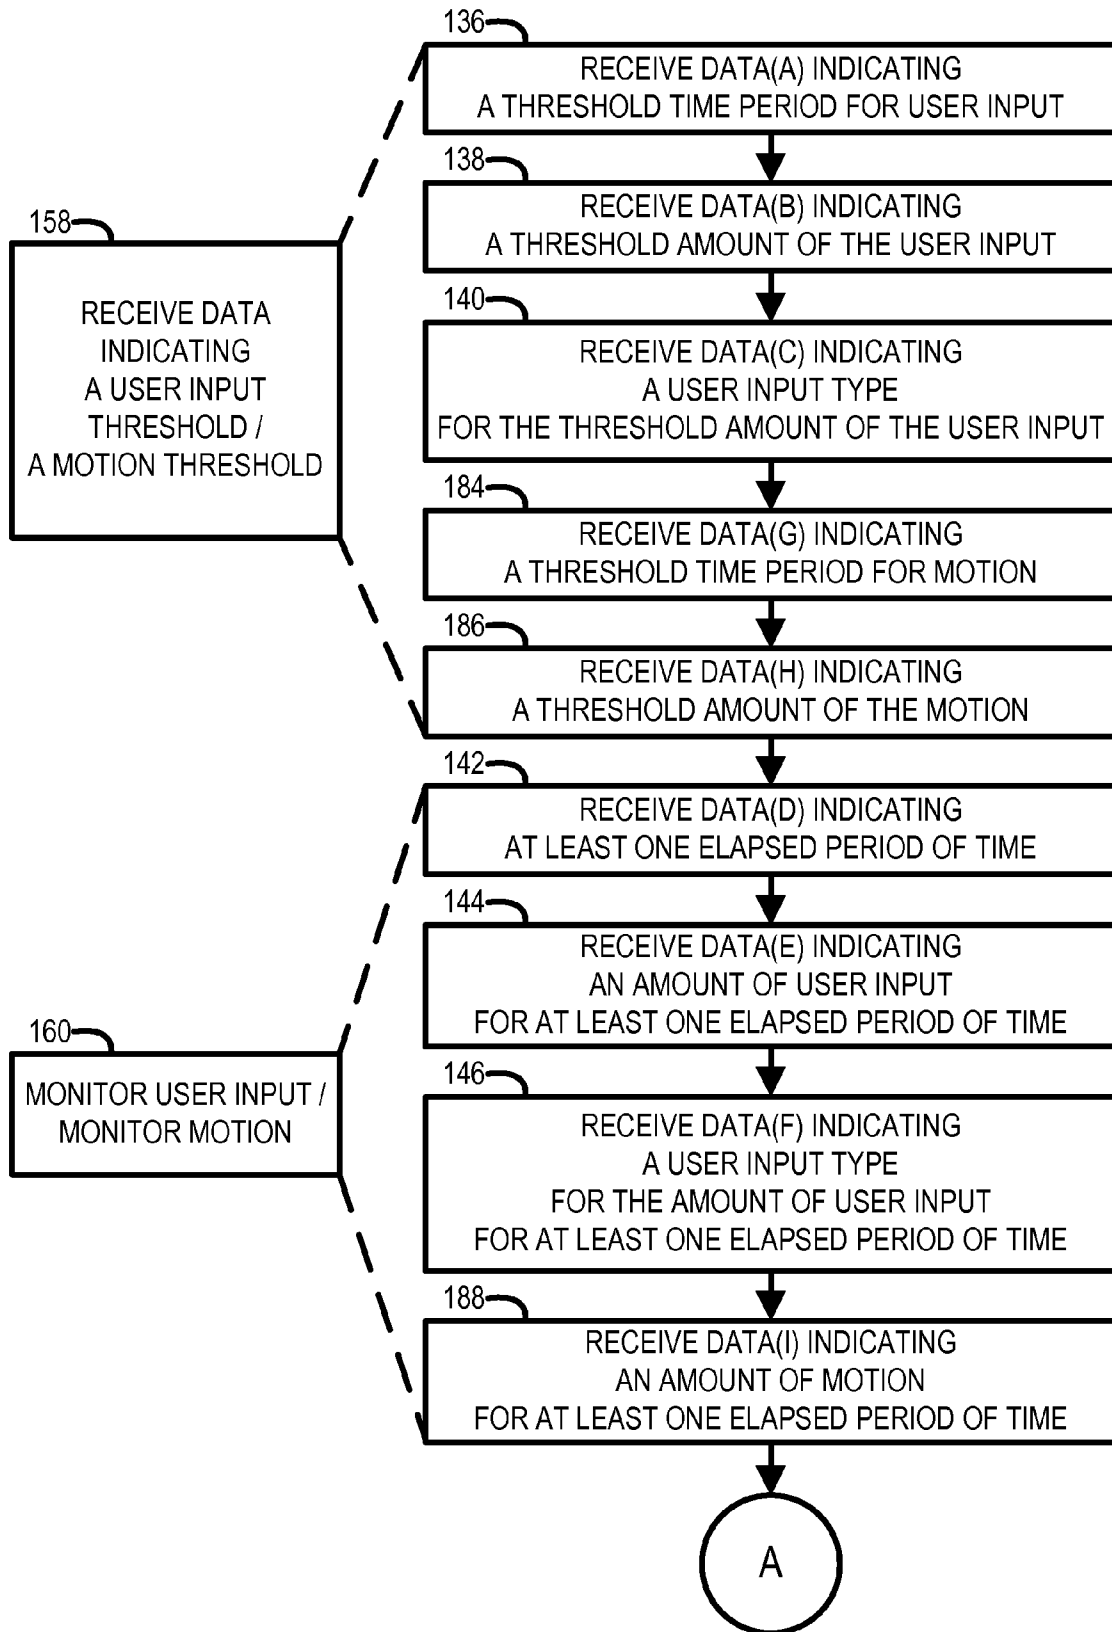 136
RECEIVE DATA(A) INDICATING
A THRESHOLD TIME PERIOD FOR USER INPUT
138
RECEIVE DATA(B) INDICATING
A THRESHOLD AMOUNT OF THE USER INPUT
158
RECEIVE DATA
INDICATING
A USER INPUT
THRESHOLD /
A MOTION THRESHOLD
140
RECEIVE DATA(C) INDICATING
A USER INPUT TYPE
FOR THE THRESHOLD AMOUNT OF THE USER INPUT
184
RECEIVE DATA(G) INDICATING
A THRESHOLD TIME PERIOD FOR MOTION
186
RECEIVE DATA(H) INDICATING
A THRESHOLD AMOUNT OF THE MOTION
142
RECEIVE DATA(D) INDICATING
AT LEAST ONE ELAPSED PERIOD OF TIME
144
RECEIVE DATA(E) INDICATING
AN AMOUNT OF USER INPUT
FOR AT LEAST ONE ELAPSED PERIOD OF TIME
160
MONITOR USER INPUT /
MONITOR MOTION
146
RECEIVE DATA(F) INDICATING
A USER INPUT TYPE
FOR THE AMOUNT OF USER INPUT
FOR AT LEAST ONE ELAPSED PERIOD OF TIME
188
RECEIVE DATA(I) INDICATING
AN AMOUNT OF MOTION
FOR AT LEAST ONE ELAPSED PERIOD OF TIME
A